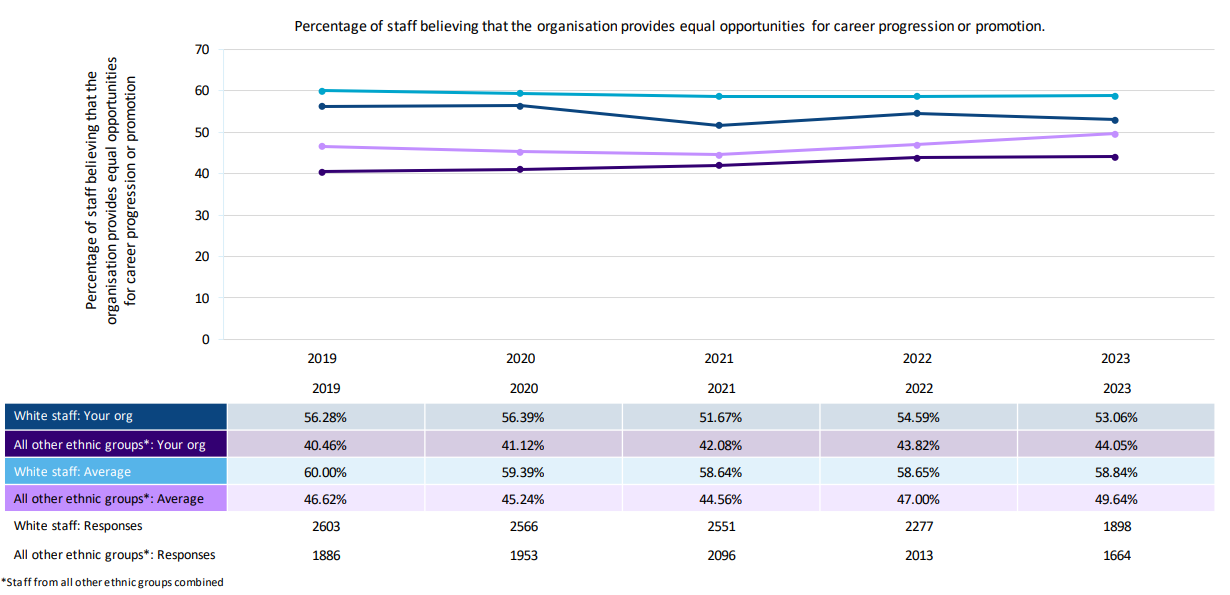 Percentage of staff believing that the organisation provides equal opportunities for career progression or promotion.
Percentage of staff believing that the
organisation provides equal opportunities
for career progression or promotion
70
60
50
40
30
20
10
0
2019 2020 2021 2022 2023
2019 2020 2021 2022 2023
White staff: Your org 56.28% 56.39% 51.67% 54.59% 53.06%
All other ethnic groups*: Your org 40.46% 41.12% 42.08% 43.82% 44.05%
White staff: Average 60.00% 59.39% 58.64% 58.65% 58.84%
All other ethnic groups*: Average 46.62% 45.24% 44.56% 47.00% 49.64%
White staff: Responses 2603 2566 2551 2277 1898
All other ethnic groups*: Responses 1886 1953 2096 2013 1664
*Staff from all other ethnic groups combined